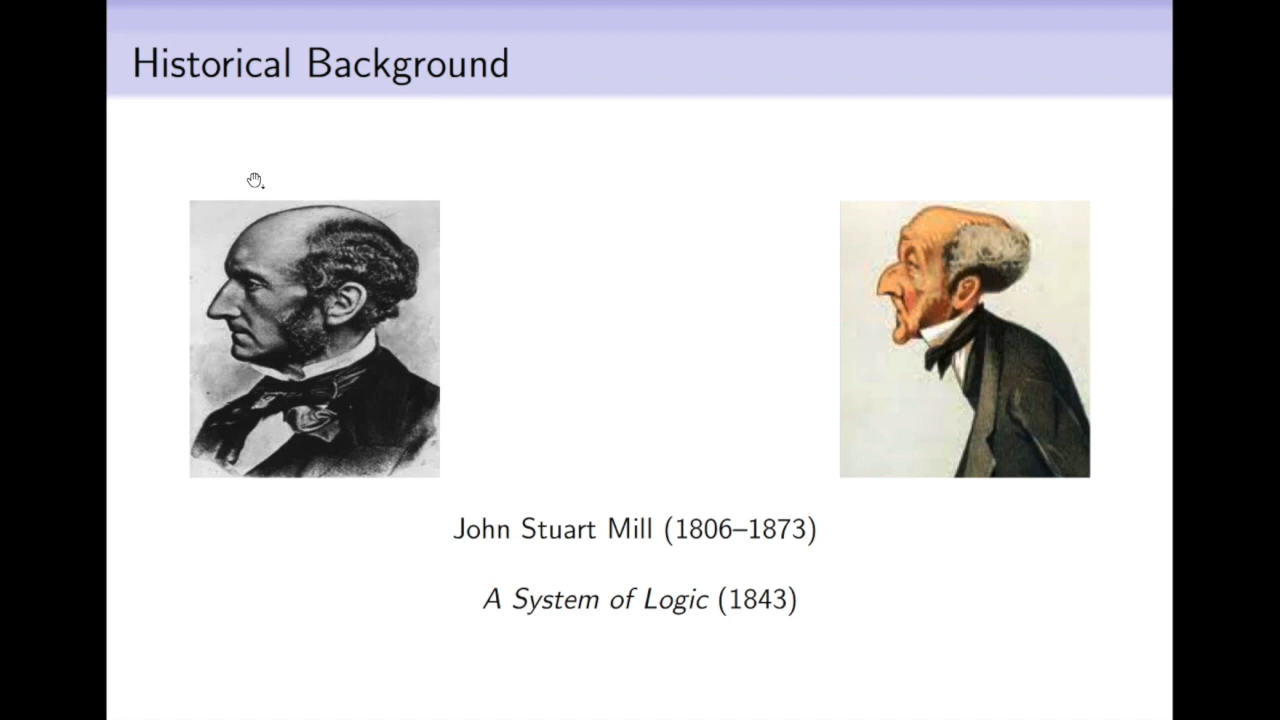 Historical Background
John Stuart Mill (1806–1873)
A System of Logic (1843)